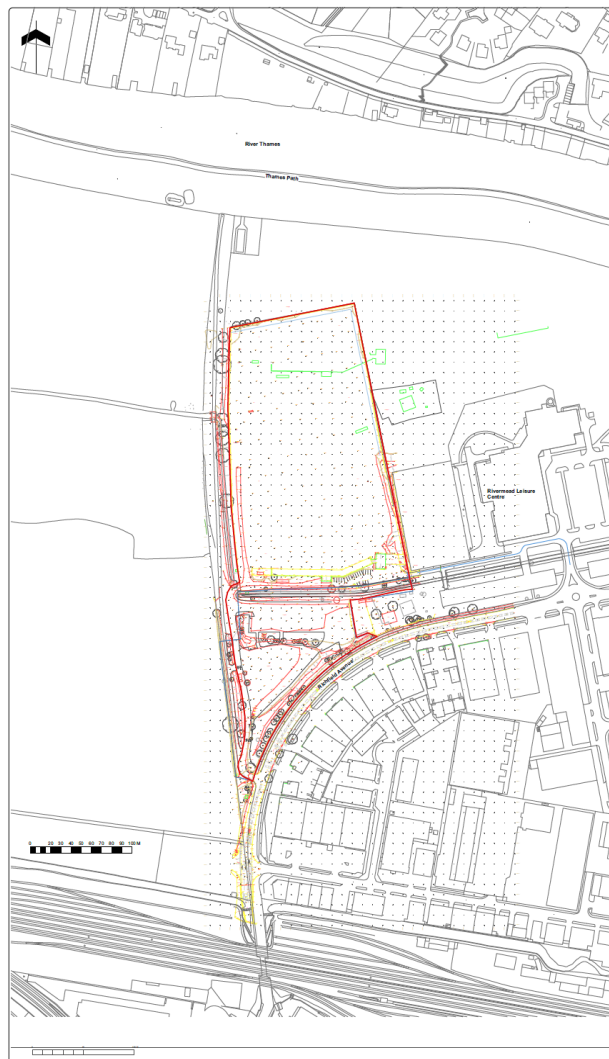 River Thames
Thames Path
Rivermead Leisure
Centre
Richfield Avenue
0 20 30 40 50 60 70 80 90 100M